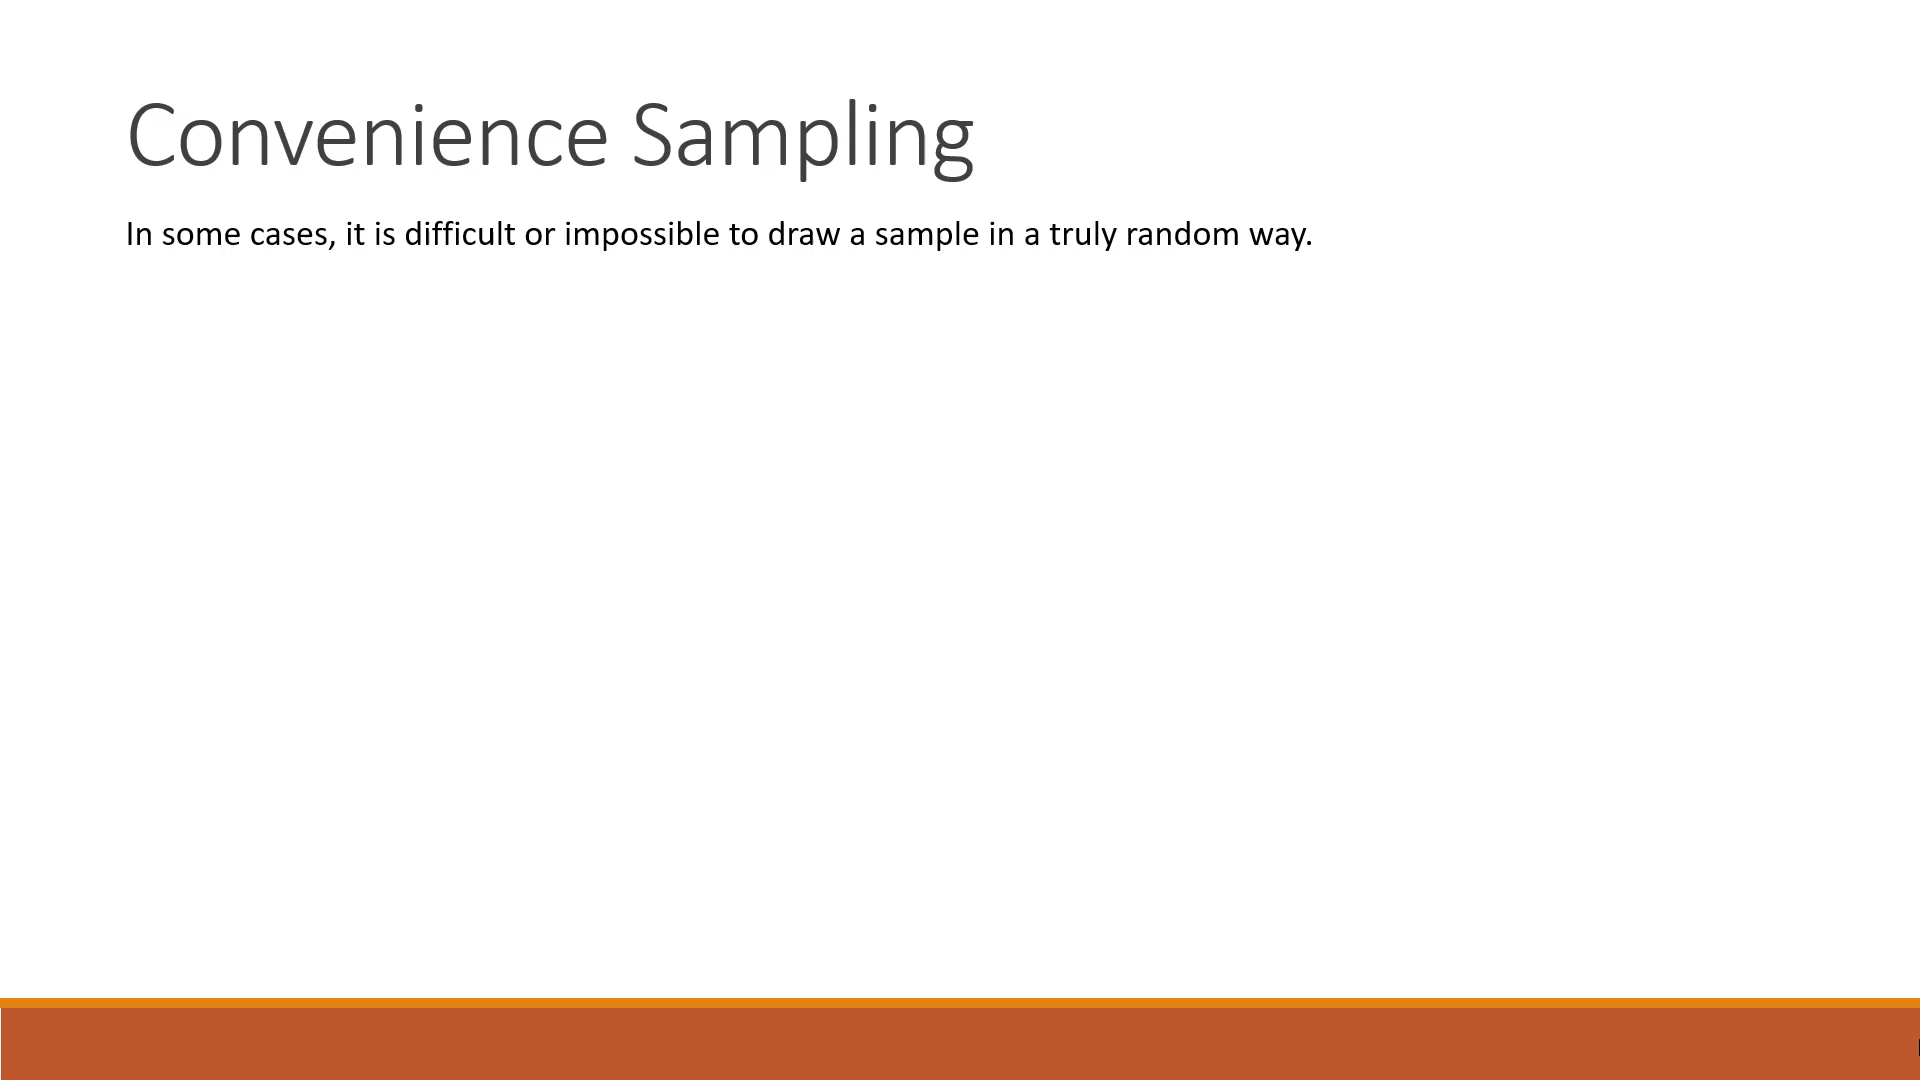 Convenience Sampling
In some cases, it is difficult or impossible to draw a sample in a truly random way.